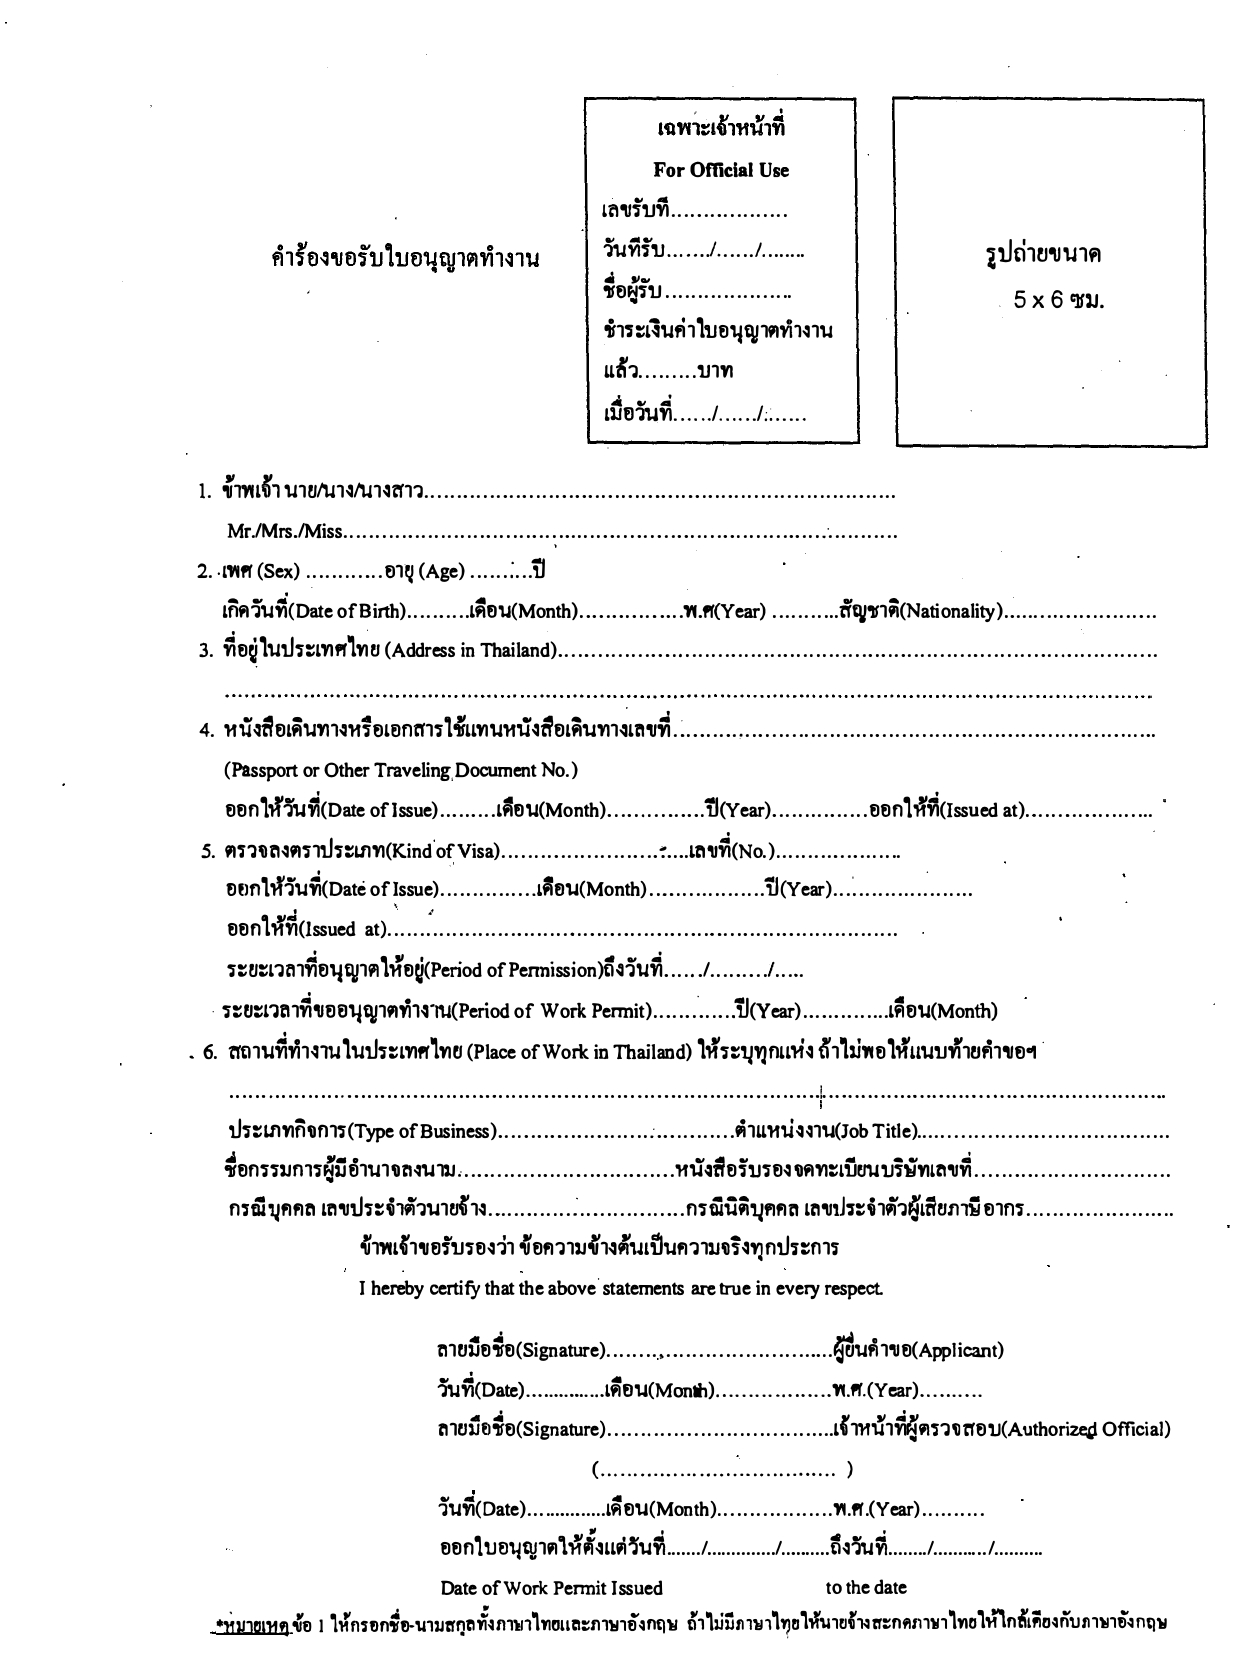 เฉพาะเจ้าหน้าที่
For Official Use
เลขรับที่..................
วันที่รับ......./....../........
ชื่อผู้รับ...................
ชำระเงินค่าใบอนุญาตทำงาน
แล้ว.........บาท
เมื่อวันที่....../....../.......
คำร้องขอรับใบอนุญาตทำงาน
รูปถ่ายขนาด
5 x 6 ซม.
1. ข้าพเจ้า นาย/นาง/นางสาว..........................................................................
Mr./Mrs./Miss.......................................................................................
2. เพศ (Sex) ............อายุ (Age) ..........ปี
เกิดวันที่(Date of Birth)..........เดือน(Month)................พ.ศ(Year) ...........สัญชาติ(Nationality)........................
3. ที่อยู่ในประเทศไทย (Address in Thailand)..............................................................................................
..................................................................................................................................................
4. หนังสือเดินทางหรือเอกสารใช้แทนหนังสือเดินทางเลขที่............................................................................
(Passport or Other Traveling Document No.)
ออกให้วันที่(Date of Issue).........เดือน(Month)...............ปี(Year)...............ออกให้ที่(Issued at)....................
5. ตรวจลงตราประเภท(Kind of Visa).............................เลขที่(No.)....................
ออกให้วันที่(Date of Issue)...............เดือน(Month)..................ปี(Year)......................
ออกให้ที่(Issued at)................................................................................
ระยะเวลาที่อนุญาตให้อยู่(Period of Permission)ถึงวันที่....../........./.....
ระยะเวลาที่ขออนุญาตทำงาน(Period of Work Permit).............ปี(Year)..............เดือน(Month)
6. สถานที่ทำงานในประเทศไทย (Place of Work in Thailand) ให้ระบุทุกแห่ง ถ้าไม่พอให้แนบท้ายคำขอฯ
..................................................................................................................................................
ประเภทกิจการ(Type of Business).....................................ตำแหน่งงาน(Job Title).......................................
ชื่อกรรมการผู้มีอำนาจลงนาม..................................หนังสือรับรองจดทะเบียนบริษัทเลขที่...............................
กรณีบุคคล เลขประจำตัวนายจ้าง...............................กรณีนิติบุคคล เลขประจำตัวผู้เสียภาษีอากร.......................
ข้าพเจ้าขอรับรองว่า ข้อความข้างต้นเป็นความจริงทุกประการ
I hereby certify that the above statements are true in every respect.
ลายมือชื่อ(Signature)...................................ผู้ยื่นคำขอ(Applicant)
วันที่(Date)...............เดือน(Month)..................พ.ศ.(Year)..........
ลายมือชื่อ(Signature)...................................เจ้าหน้าที่ผู้ตรวจสอบ(Authorized Official)
(.................................... )
วันที่(Date)...............เดือน(Month)..................พ.ศ.(Year)..........
ออกใบอนุญาตให้ตั้งแต่วันที่......./............../..........ถึงวันที่......../.........../..........
Date of Work Permit Issued to the date
*หมายเหตุ ข้อ 1 ให้กรอกชื่อ-นามสกุลทั้งภาษาไทยและภาษาอังกฤษ ถ้าไม่มีภาษาไทยให้นายจ้างสะกดภาษาไทยให้ใกล้เคียงกับภาษาอังกฤษ